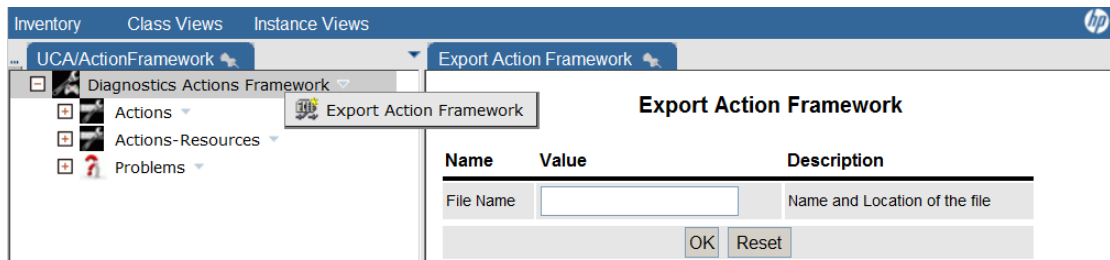 Inventory Class Views Instance Views hp
... UCA/ActionFramework Export Action Framework
Diagnostics Actions Framework
Export Action Framework
Actions
Actions-Resources
Problems
Export Action Framework
Name Value Description
File Name Name and Location of the file
OK Reset